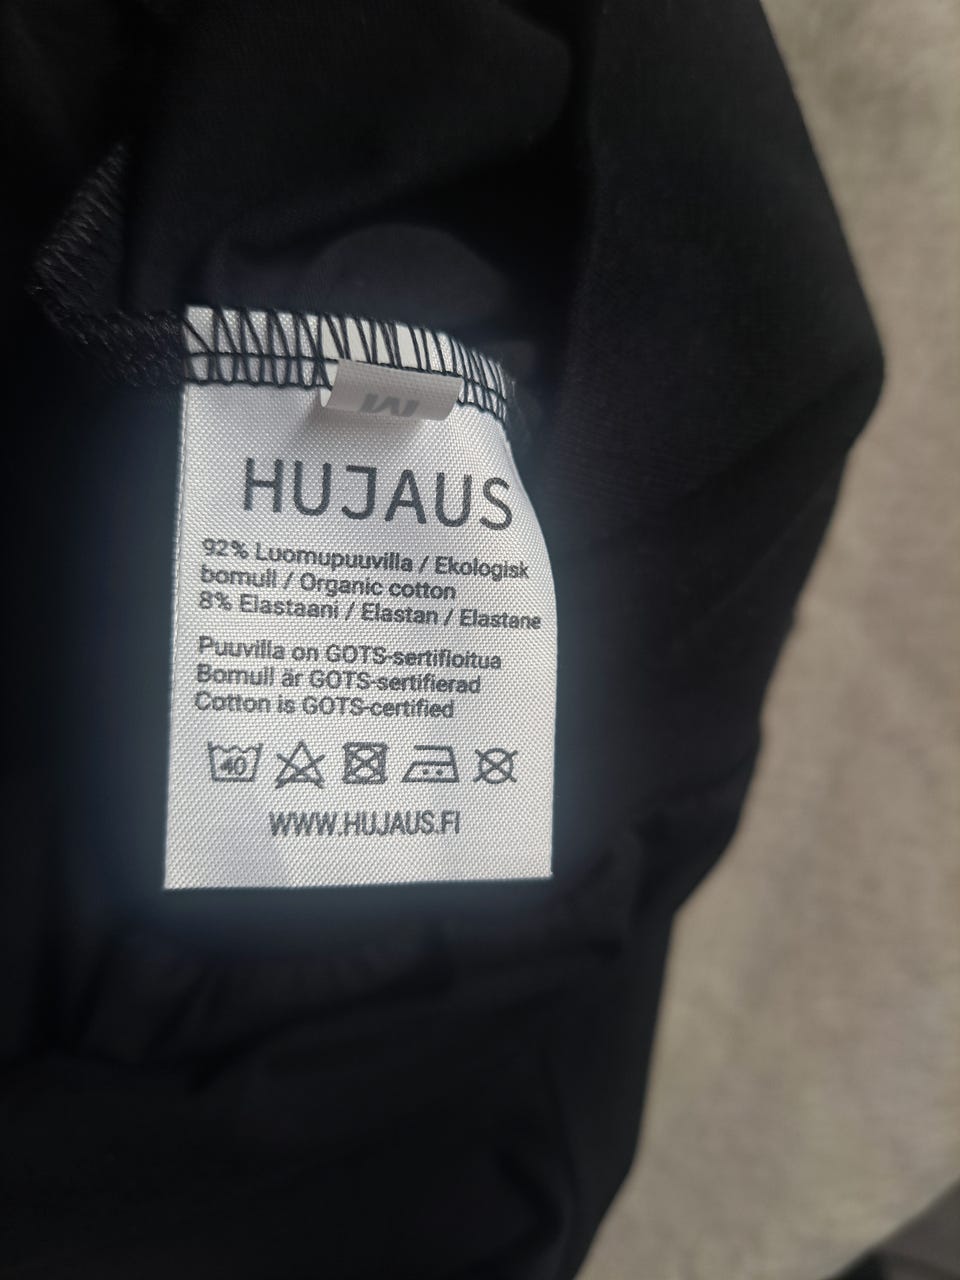 M
HUJAUS
92% Luomupuuvilla / Ekologisk
bomull / Organic cotton
8% Elastaani / Elastan / Elastane
Puuvilla on GOTS-sertifioitua
Bomull är GOTS-sertifierad
Cotton is GOTS-certified
40
WWW.HUJAUS.FI